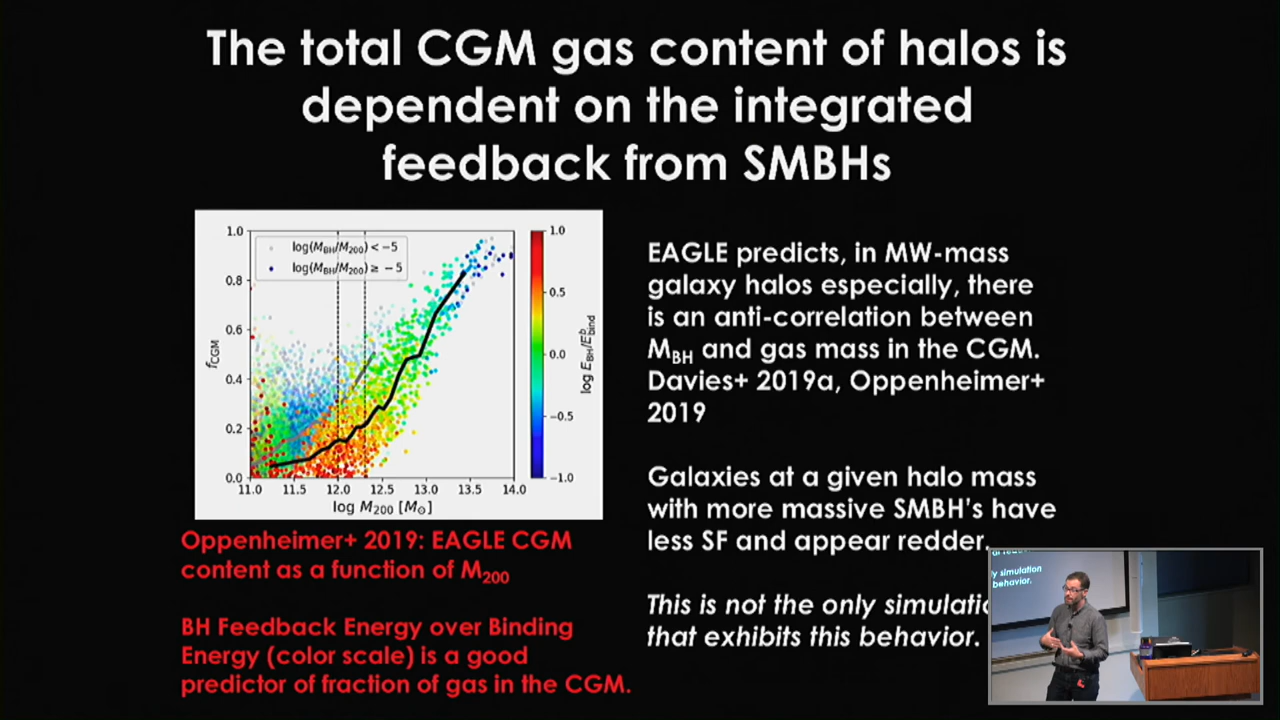 The total CGM gas content of halos is
dependent on the integrated
feedback from SMBHs
log(M_BH/M_200) < −5
log(M_BH/M_200) ≥ −5
1.0
0.8
0.6
0.4
0.2
0.0
f_CGM
11.0 11.5 12.0 12.5 13.0 13.5 14.0
log M_200 [M_⊙]
1.0
0.5
0.0
−0.5
−1.0
log E_BH/E^b_bind
Oppenheimer+ 2019: EAGLE CGM
content as a function of M_200
BH Feedback Energy over Binding
Energy (color scale) is a good
predictor of fraction of gas in the CGM.
EAGLE predicts, in MW-mass
galaxy halos especially, there
is an anti-correlation between
M_BH and gas mass in the CGM.
Davies+ 2019a, Oppenheimer+
2019
Galaxies at a given halo mass
with more massive SMBH's have
less SF and appear redder.
This is not the only simulatio
that exhibits this behavior.
ly simulation
behavior.